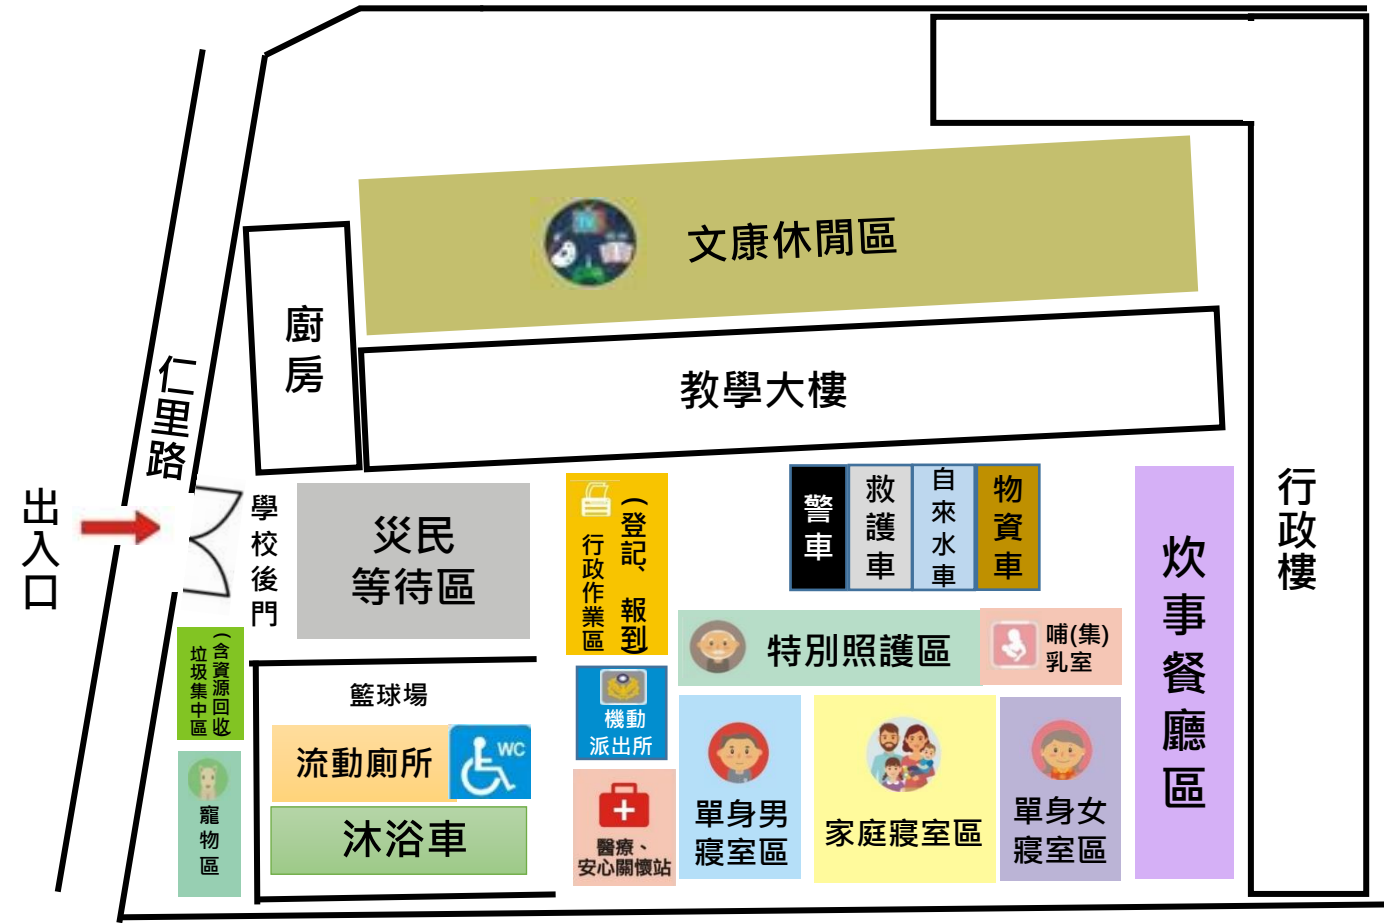 文康休閒區
廚房
教學大樓
仁里路
出入口
學校後門
災民
等待區
行政作業區
(登記、報到)
警車
救護車
自來水車
物資車
炊事餐廳區
行政樓
特別照護區
哺(集)
乳室
垃圾集中區
(含資源回收)
籃球場
流動廁所
WC
沐浴車
寵物區
機動
派出所
醫療、
安心關懷站
單身男
寢室區
家庭寢室區
單身女
寢室區